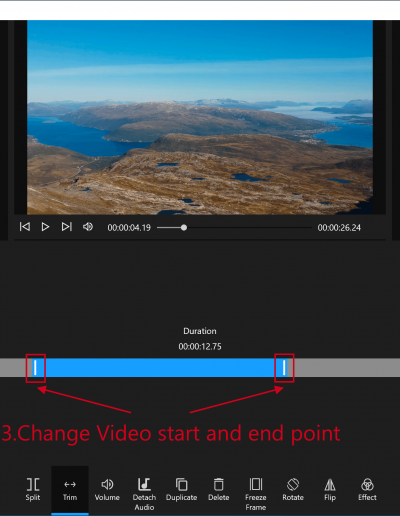 00:00:04.19 00:00:26.24
Duration
00:00:12.75
3.Change Video start and end point
Split Trim Volume Detach Audio Duplicate Delete Freeze Frame Rotate Flip Effect